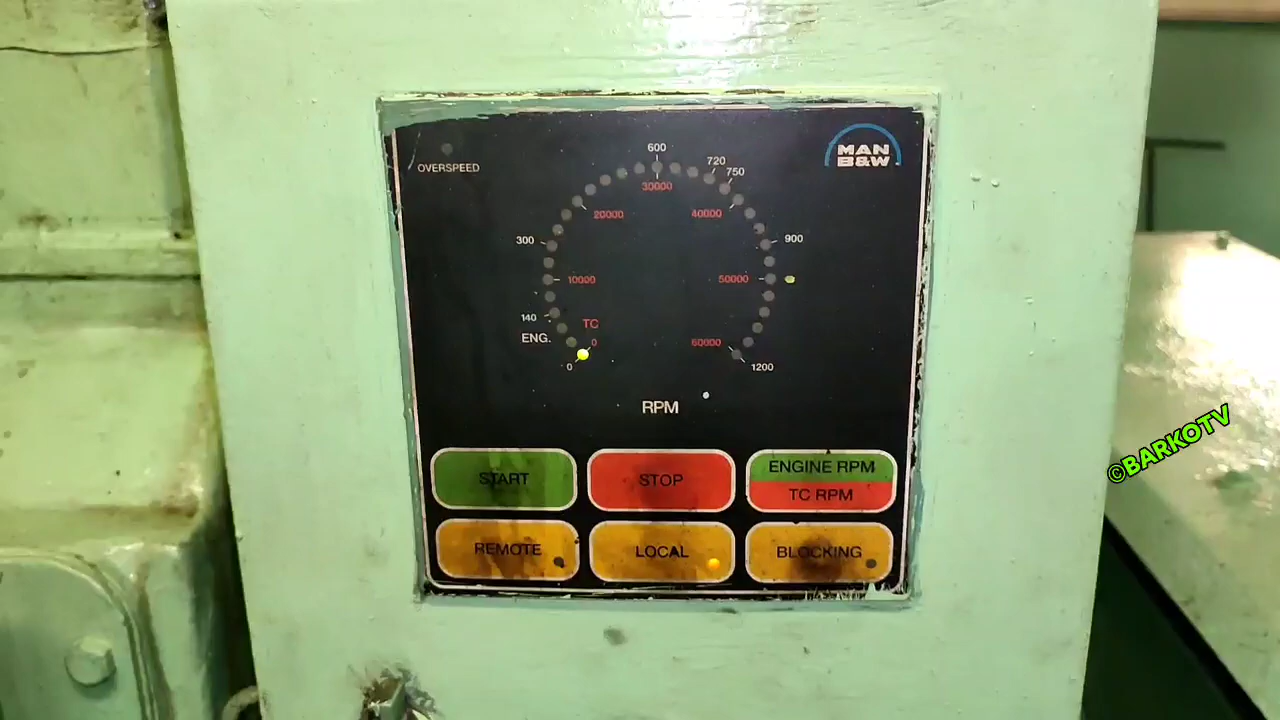 OVERSPEED
MAN
B&W
600
720
750
30000
20000
40000
300
900
10000
50000
140
TC
ENG.
0
60000
0
1200
RPM
START
STOP
ENGINE RPM
TC RPM
REMOTE
LOCAL
BLOCKING
©BARKOTV